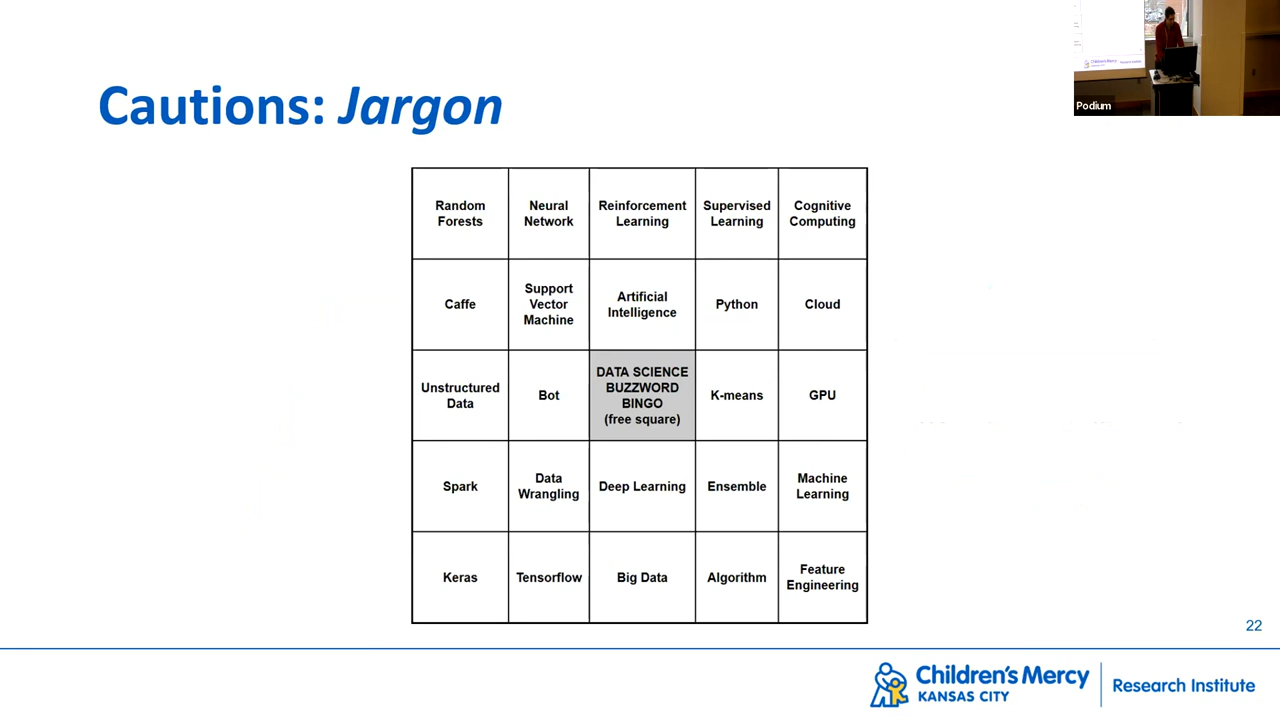 Podium
Cautions: Jargon
Random
Forests
Neural
Network
Reinforcement
Learning
Supervised
Learning
Cognitive
Computing
Caffe
Support
Vector
Machine
Artificial
Intelligence
Python
Cloud
Unstructured
Data
Bot
DATA SCIENCE
BUZZWORD
BINGO
(free square)
K-means
GPU
Spark
Data
Wrangling
Deep Learning
Ensemble
Machine
Learning
Keras
Tensorflow
Big Data
Algorithm
Feature
Engineering
22
Children's Mercy
KANSAS CITY
Research Institute